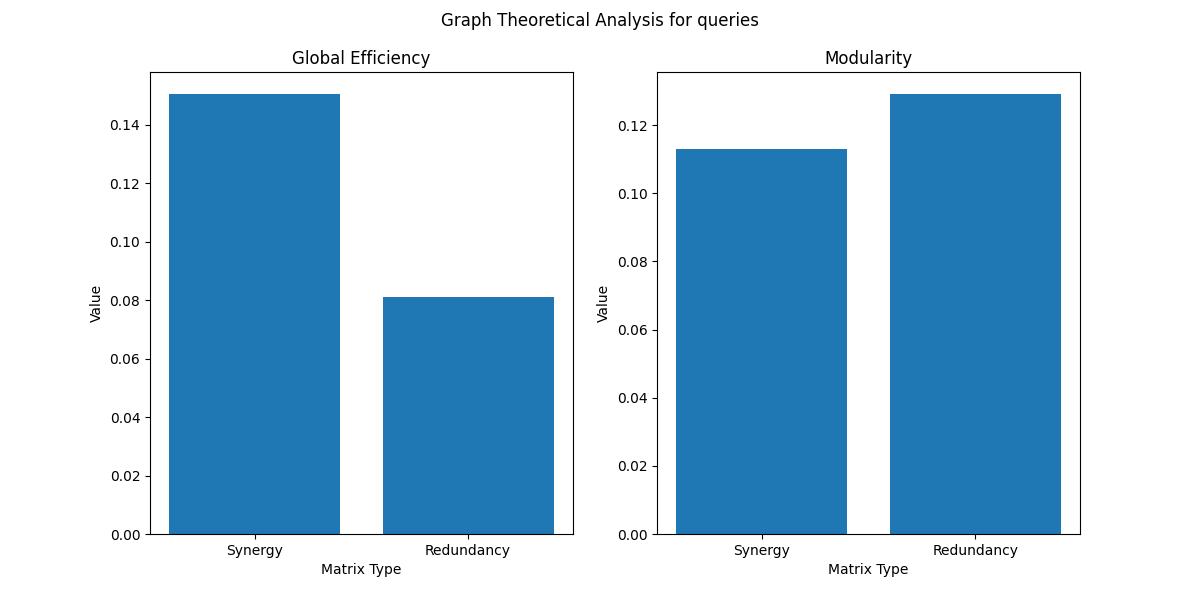 Graph Theoretical Analysis for queries
Global Efficiency
Value
0.14
0.12
0.10
0.08
0.06
0.04
0.02
0.00
Synergy
Redundancy
Matrix Type
Modularity
Value
0.12
0.10
0.08
0.06
0.04
0.02
0.00
Synergy
Redundancy
Matrix Type